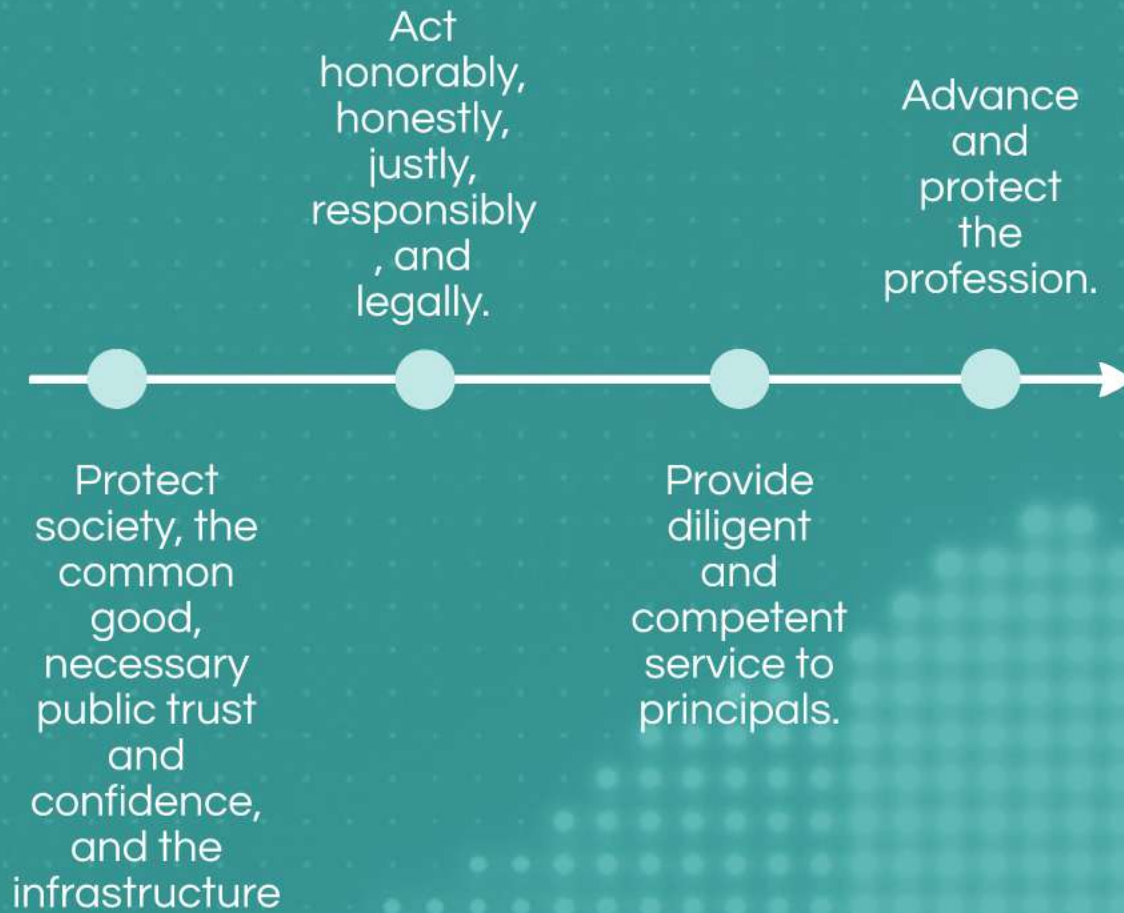 Act
honorably,
honestly,
justly,
responsibly
, and
legally.
Advance
and
protect
the
profession.
Protect
society, the
common
good,
necessary
public trust
and
confidence,
and the
infrastructure
Provide
diligent
and
competent
service to
principals.